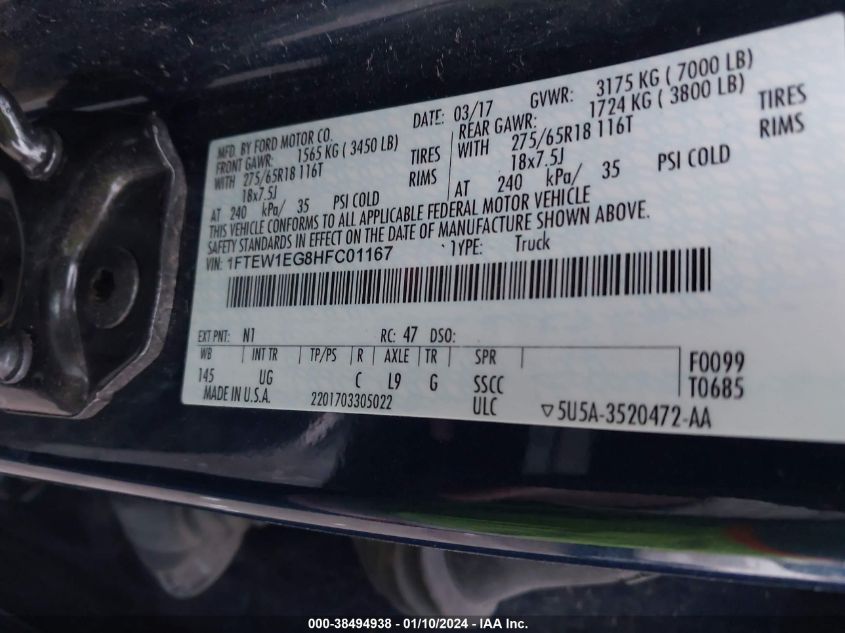 MFD. BY FORD MOTOR CO.
DATE: 03/17 GVWR: 3175 KG ( 7000 LB)
FRONT GAWR: 1565 KG ( 3450 LB)
REAR GAWR: 1724 KG ( 3800 LB)
WITH 275/65R18 116T TIRES
WITH 275/65R18 116T TIRES
18x7.5J RIMS
18x7.5J RIMS
AT 240 kPa/ 35 PSI COLD
AT 240 kPa/ 35 PSI COLD
THIS VEHICLE CONFORMS TO ALL APPLICABLE FEDERAL MOTOR VEHICLE
SAFETY STANDARDS IN EFFECT ON THE DATE OF MANUFACTURE SHOWN ABOVE.
VIN: 1FTEW1EG8HFC01167 TYPE: Truck
EXT PNT: N1 RC: 47 DSO:
WB INT TR TP/PS R AXLE TR SPR F0099
145 UG C L9 G SSCC T0685
MADE IN U.S.A. 2201703305022 ULC ▽5U5A-3520472-AA
000-38494938 - 01/10/2024 - IAA Inc.